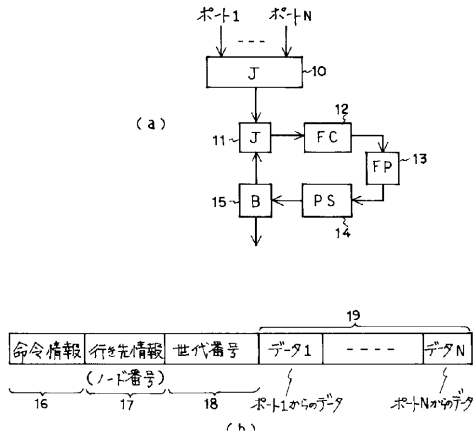 ポート1 ポートN
J 10
(a)
12
11 J FC 13
FP
15 B PS
14
19
命令情報 行き先情報 世代番号 データ1 データN
(ノード番号)
16 17 18 ポート1からのデータ ポートNからのデータ
(b)